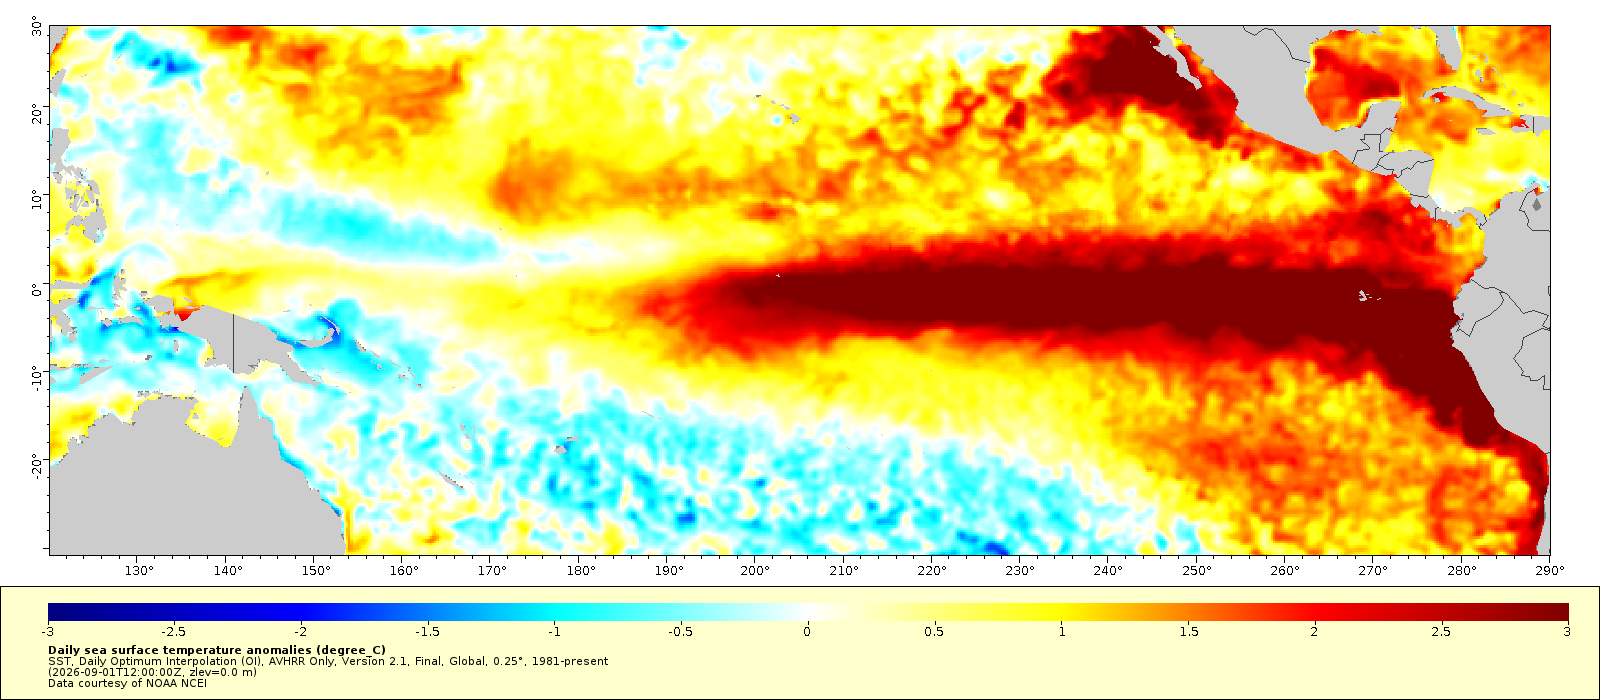 30°
20°
10°
0°
-10°
-20°
130° 140° 150° 160° 170° 180° 190° 200° 210° 220° 230° 240° 250° 260° 270° 280° 290°
-3 -2.5 -2 -1.5 -1 -0.5 0 0.5 1 1.5 2 2.5 3
Daily sea surface temperature anomalies (degree_C)
SST, Daily Optimum Interpolation (OI), AVHRR Only, Version 2.1, Final, Global, 0.25°, 1981-present
(2026-09-01T12:00:00Z, zlev=0.0 m)
Data courtesy of NOAA NCEI